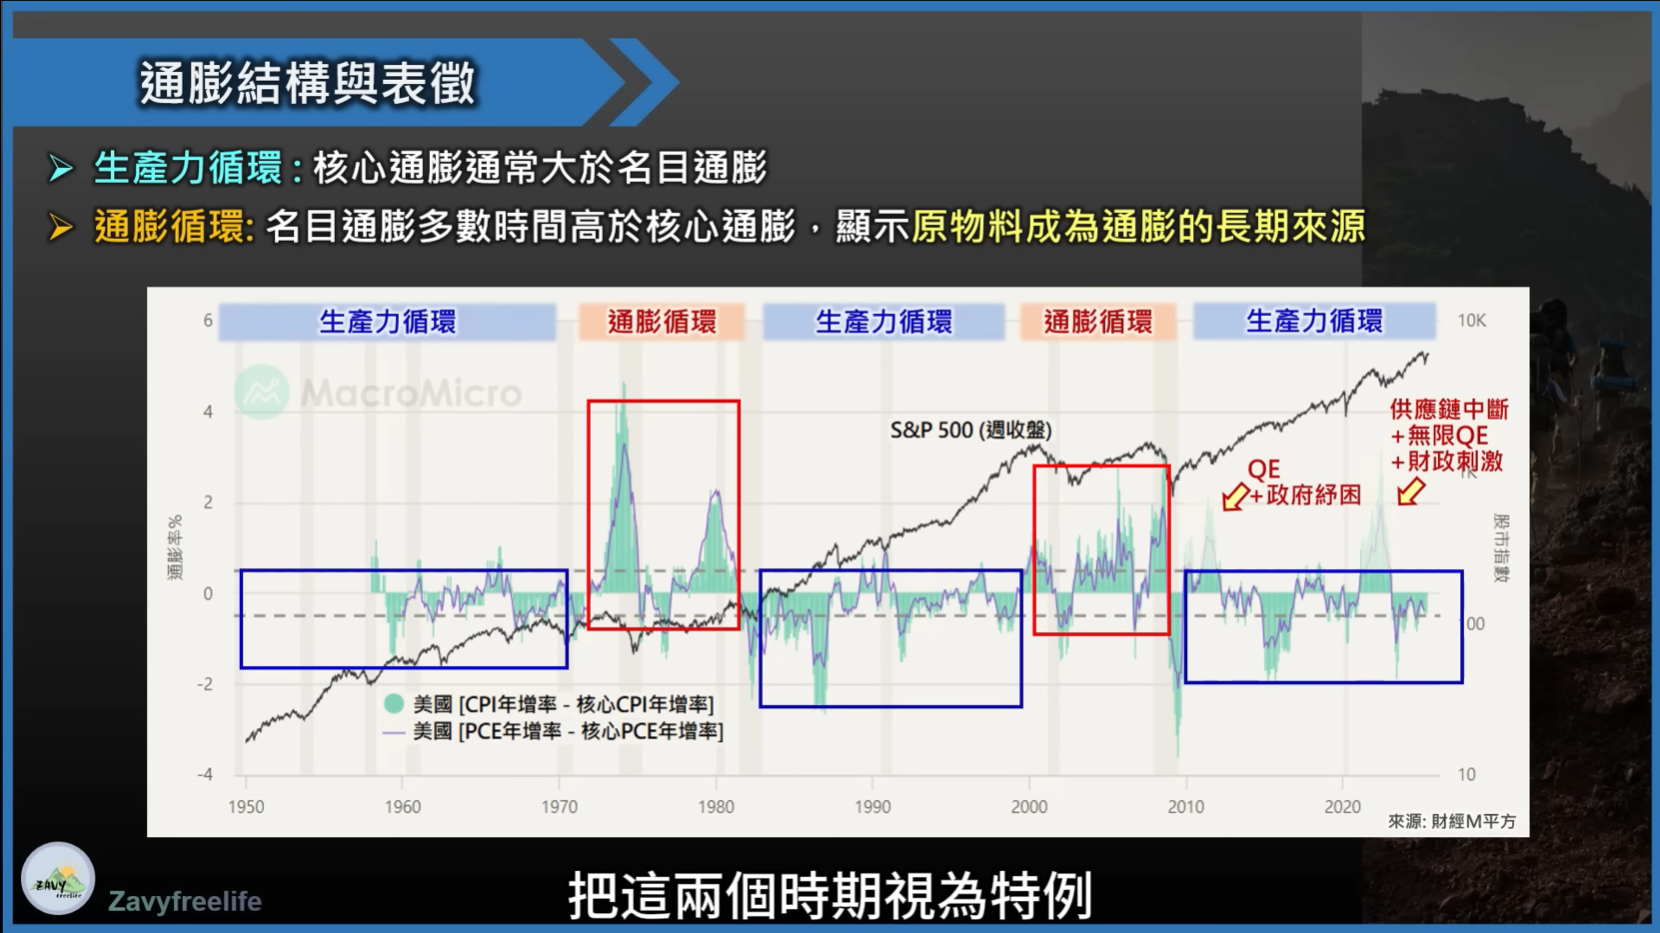 通膨結構與表徵
生產力循環 : 核心通膨通常大於名目通膨
通膨循環: 名目通膨多數時間高於核心通膨，顯示原物料成為通膨的長期來源
生產力循環
通膨循環
生產力循環
通膨循環
生產力循環
6
4
2
0
-2
-4
通膨率%
10K
1K
00
10
股市指數
MacroMicro
S&P 500 (週收盤)
QE
+政府紓困
供應鏈中斷
+無限QE
+財政刺激
美國 [CPI年增率 - 核心CPI年增率]
美國 [PCE年增率 - 核心PCE年增率]
1950
1960
1970
1980
1990
2000
2010
2020
來源: 財經M平方
ZAVY
freelife
Zavyfreelife
把這兩個時期視為特例